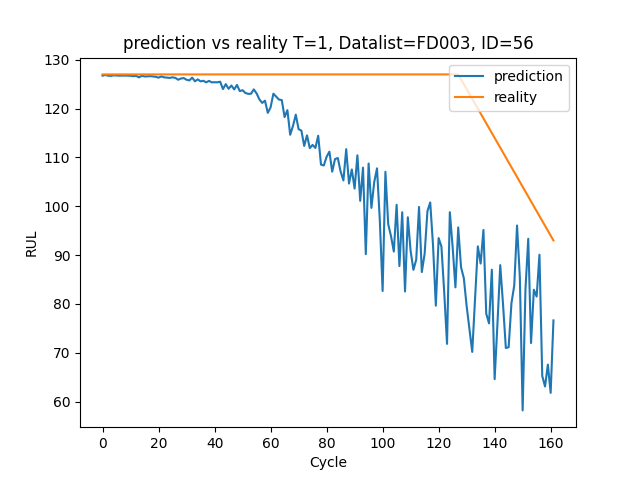 prediction vs reality T=1, Datalist=FD003, ID=56
prediction
reality
130
120
110
100
90
80
70
60
RUL
0 20 40 60 80 100 120 140 160
Cycle